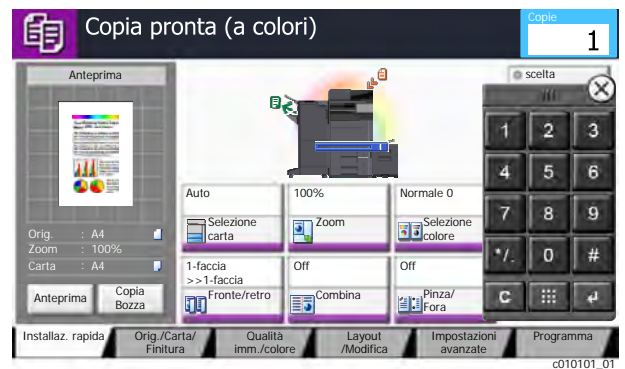 Copia pronta (a colori)
Copie
1
Anteprima
scelta
Orig. : A4
Zoom : 100%
Carta : A4
Anteprima
Copia
Bozza
Auto
Selezione
carta
100%
Zoom
Normale 0
Selezione
colore
1-faccia
>>1-faccia
Fronte/retro
Off
Combina
Off
Pinza/
Fora
1 2 3
4 5 6
7 8 9
*/. 0 #
C
Installaz. rapida
Orig./Carta/
Finitura
Qualità
imm./colore
Layout
/Modifica
Impostazioni
avanzate
Programma
c010101_01